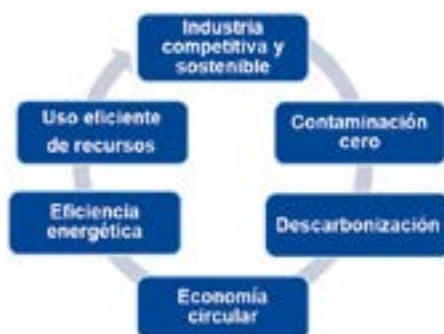 Industria
competitiva y
sostenible
Contaminación
cero
Descarbonización
Economía
circular
Eficiencia
energética
Uso eficiente
de recursos